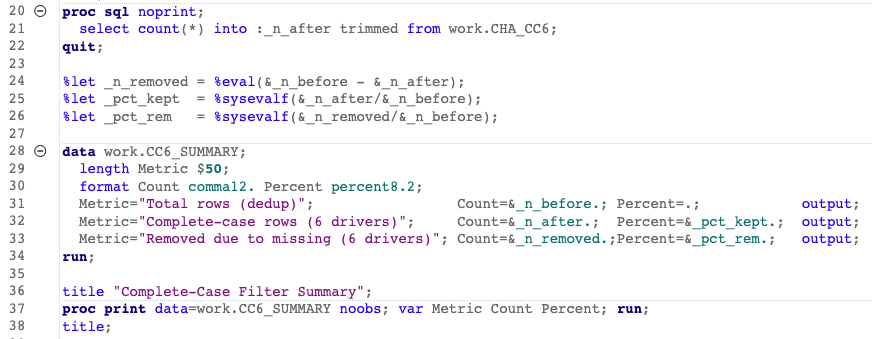 20 proc sql noprint;
21 select count(*) into :_n_after trimmed from work.CHA_CC6;
22 quit;
23
24 %let _n_removed = %eval(&_n_before - &_n_after);
25 %let _pct_kept  = %sysevalf(&_n_after/&_n_before);
26 %let _pct_rem   = %sysevalf(&_n_removed/&_n_before);
27
28 data work.CC6_SUMMARY;
29 length Metric $50;
30 format Count comma12. Percent percent8.2;
31 Metric="Total rows (dedup)";                 Count=&_n_before.; Percent=.;            output;
32 Metric="Complete-case rows (6 drivers)";     Count=&_n_after.;  Percent=&_pct_kept.;  output;
33 Metric="Removed due to missing (6 drivers)"; Count=&_n_removed.;Percent=&_pct_rem.;   output;
34 run;
35
36 title "Complete-Case Filter Summary";
37 proc print data=work.CC6_SUMMARY noobs; var Metric Count Percent; run;
38 title;